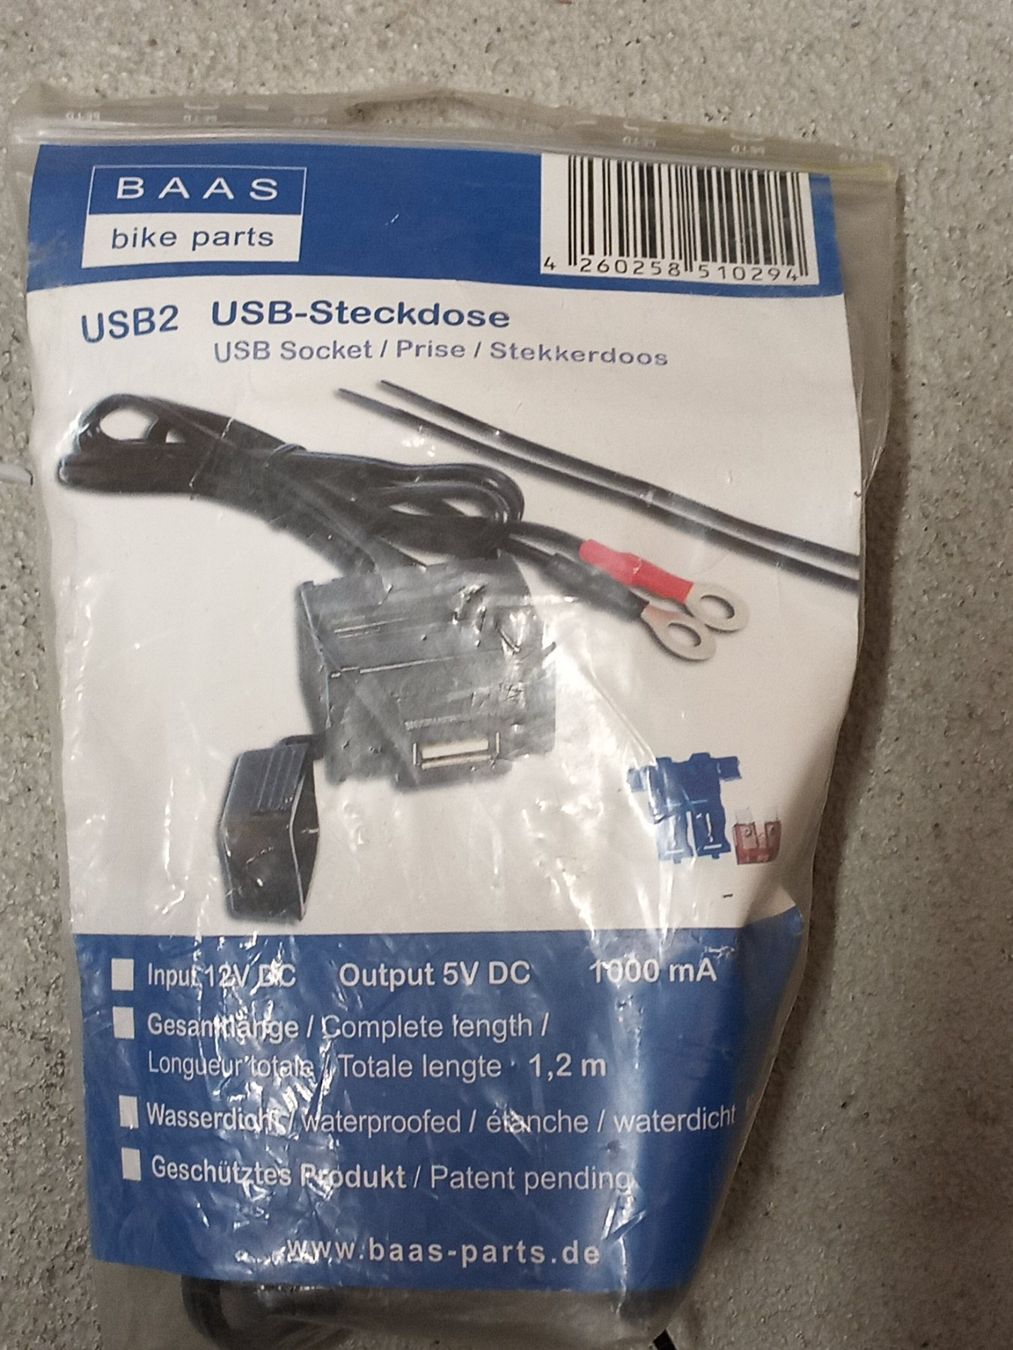 BAAS
bike parts
4 260258 510294
USB2 USB-Steckdose
USB Socket / Prise / Stekkerdoos
Input 12V DC Output 5V DC 1000 mA
Gesamtlänge / Complete length /
Longueur totale / Totale lengte 1,2 m
Wasserdicht / waterproofed / étanche / waterdicht
Geschütztes Produkt / Patent pending
www.baas-parts.de